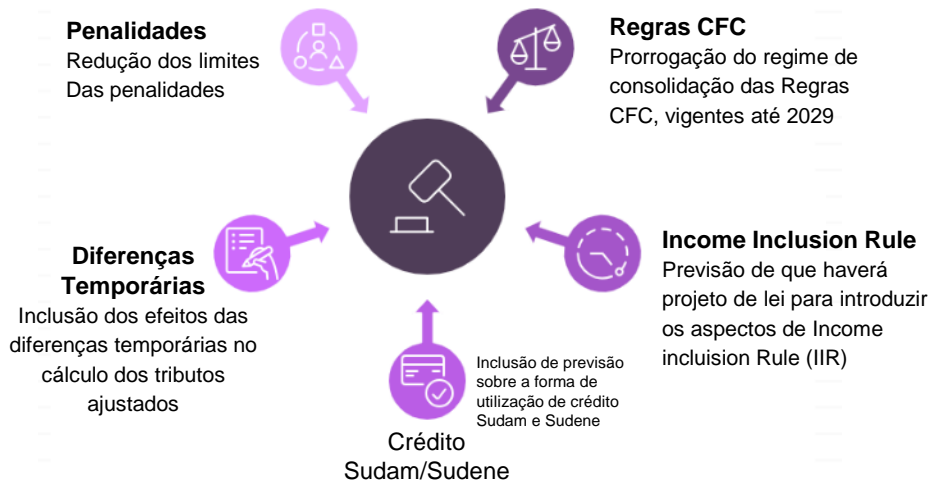 Penalidades
Redução dos limites
Das penalidades
Regras CFC
Prorrogação do regime de
consolidação das Regras
CFC, vigentes até 2029
Diferenças
Temporárias
Inclusão dos efeitos das
diferenças temporárias no
cálculo dos tributos
ajustados
Income Inclusion Rule
Previsão de que haverá
projeto de lei para introduzir
os aspectos de Income
incluision Rule (IIR)
Inclusão de previsão
sobre a forma de
utilização de crédito
Sudam e Sudene
Crédito
Sudam/Sudene